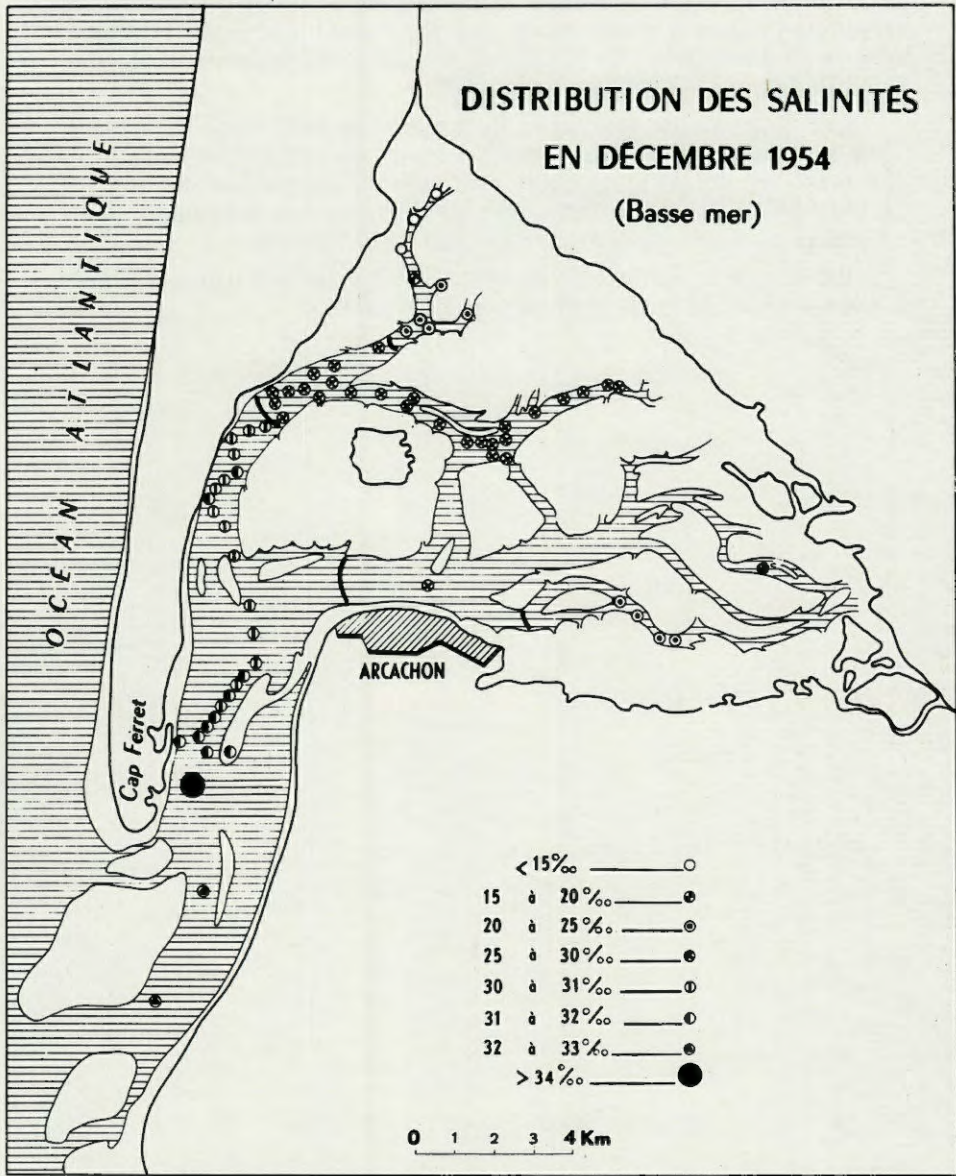 DISTRIBUTION DES SALINITÉS
EN DÉCEMBRE 1954
(Basse mer)
OCEAN ATLANTIQUE
ARCACHON
Cap Ferret
< 15‰
15 à 20‰
20 à 25‰
25 à 30‰
30 à 31‰
31 à 32‰
32 à 33‰
> 34‰
0 1 2 3 4 Km